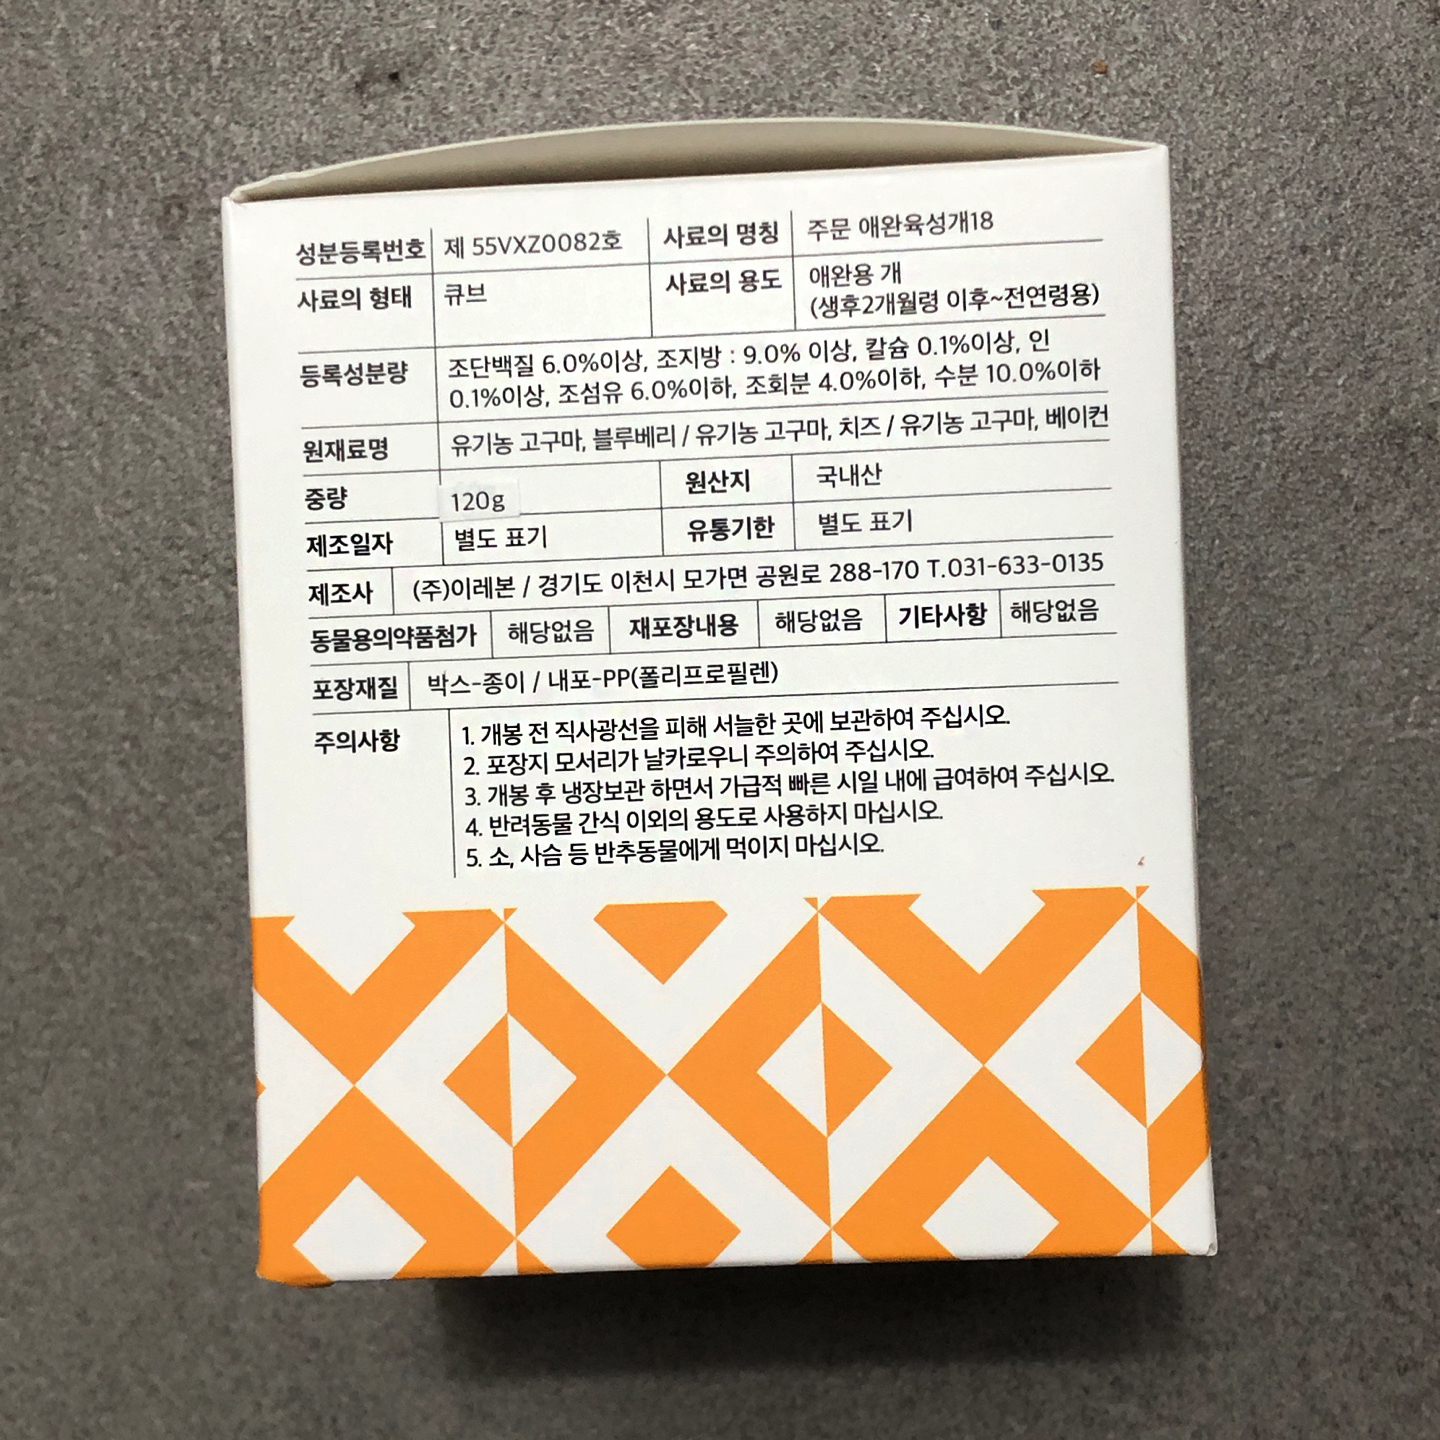 성분등록번호 제 55VXZ0082호 사료의 명칭 주문 애완육성개18
사료의 형태 큐브 사료의 용도 애완용 개
(생후2개월령 이후~전연령용)
등록성분량 조단백질 6.0%이상, 조지방 : 9.0% 이상, 칼슘 0.1%이상, 인
0.1%이상, 조섬유 6.0%이하, 조회분 4.0%이하, 수분 10.0%이하
원재료명 유기농 고구마, 블루베리 / 유기농 고구마, 치즈 / 유기농 고구마, 베이컨
중량 120g 원산지 국내산
제조일자 별도 표기 유통기한 별도 표기
제조사 (주)이레본 / 경기도 이천시 모가면 공원로 288-170 T.031-633-0135
동물용의약품첨가 해당없음 재포장내용 해당없음 기타사항 해당없음
포장재질 박스-종이 / 내포-PP(폴리프로필렌)
주의사항 1. 개봉 전 직사광선을 피해 서늘한 곳에 보관하여 주십시오.
2. 포장지 모서리가 날카로우니 주의하여 주십시오.
3. 개봉 후 냉장보관 하면서 가급적 빠른 시일 내에 급여하여 주십시오.
4. 반려동물 간식 이외의 용도로 사용하지 마십시오.
5. 소, 사슴 등 반추동물에게 먹이지 마십시오.